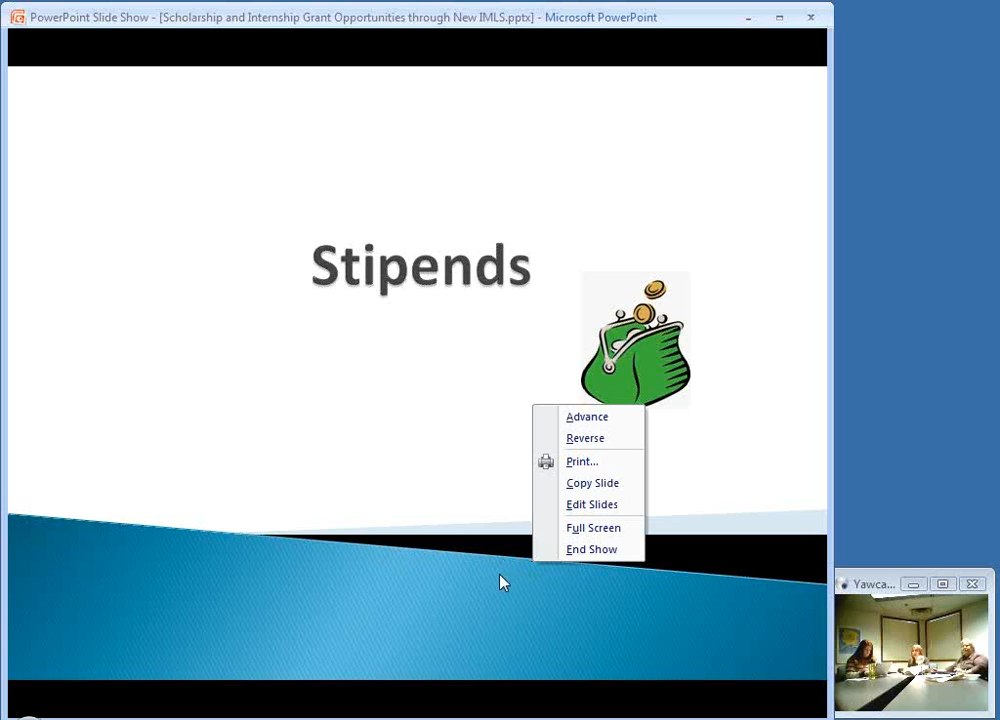 PowerPoint Slide Show - [Scholarship and Internship Grant Opportunities through New IMLS.pptx] - Microsoft PowerPoint
Stipends
Advance
Reverse
Print...
Copy Slide
Edit Slides
Full Screen
End Show
Yawca...